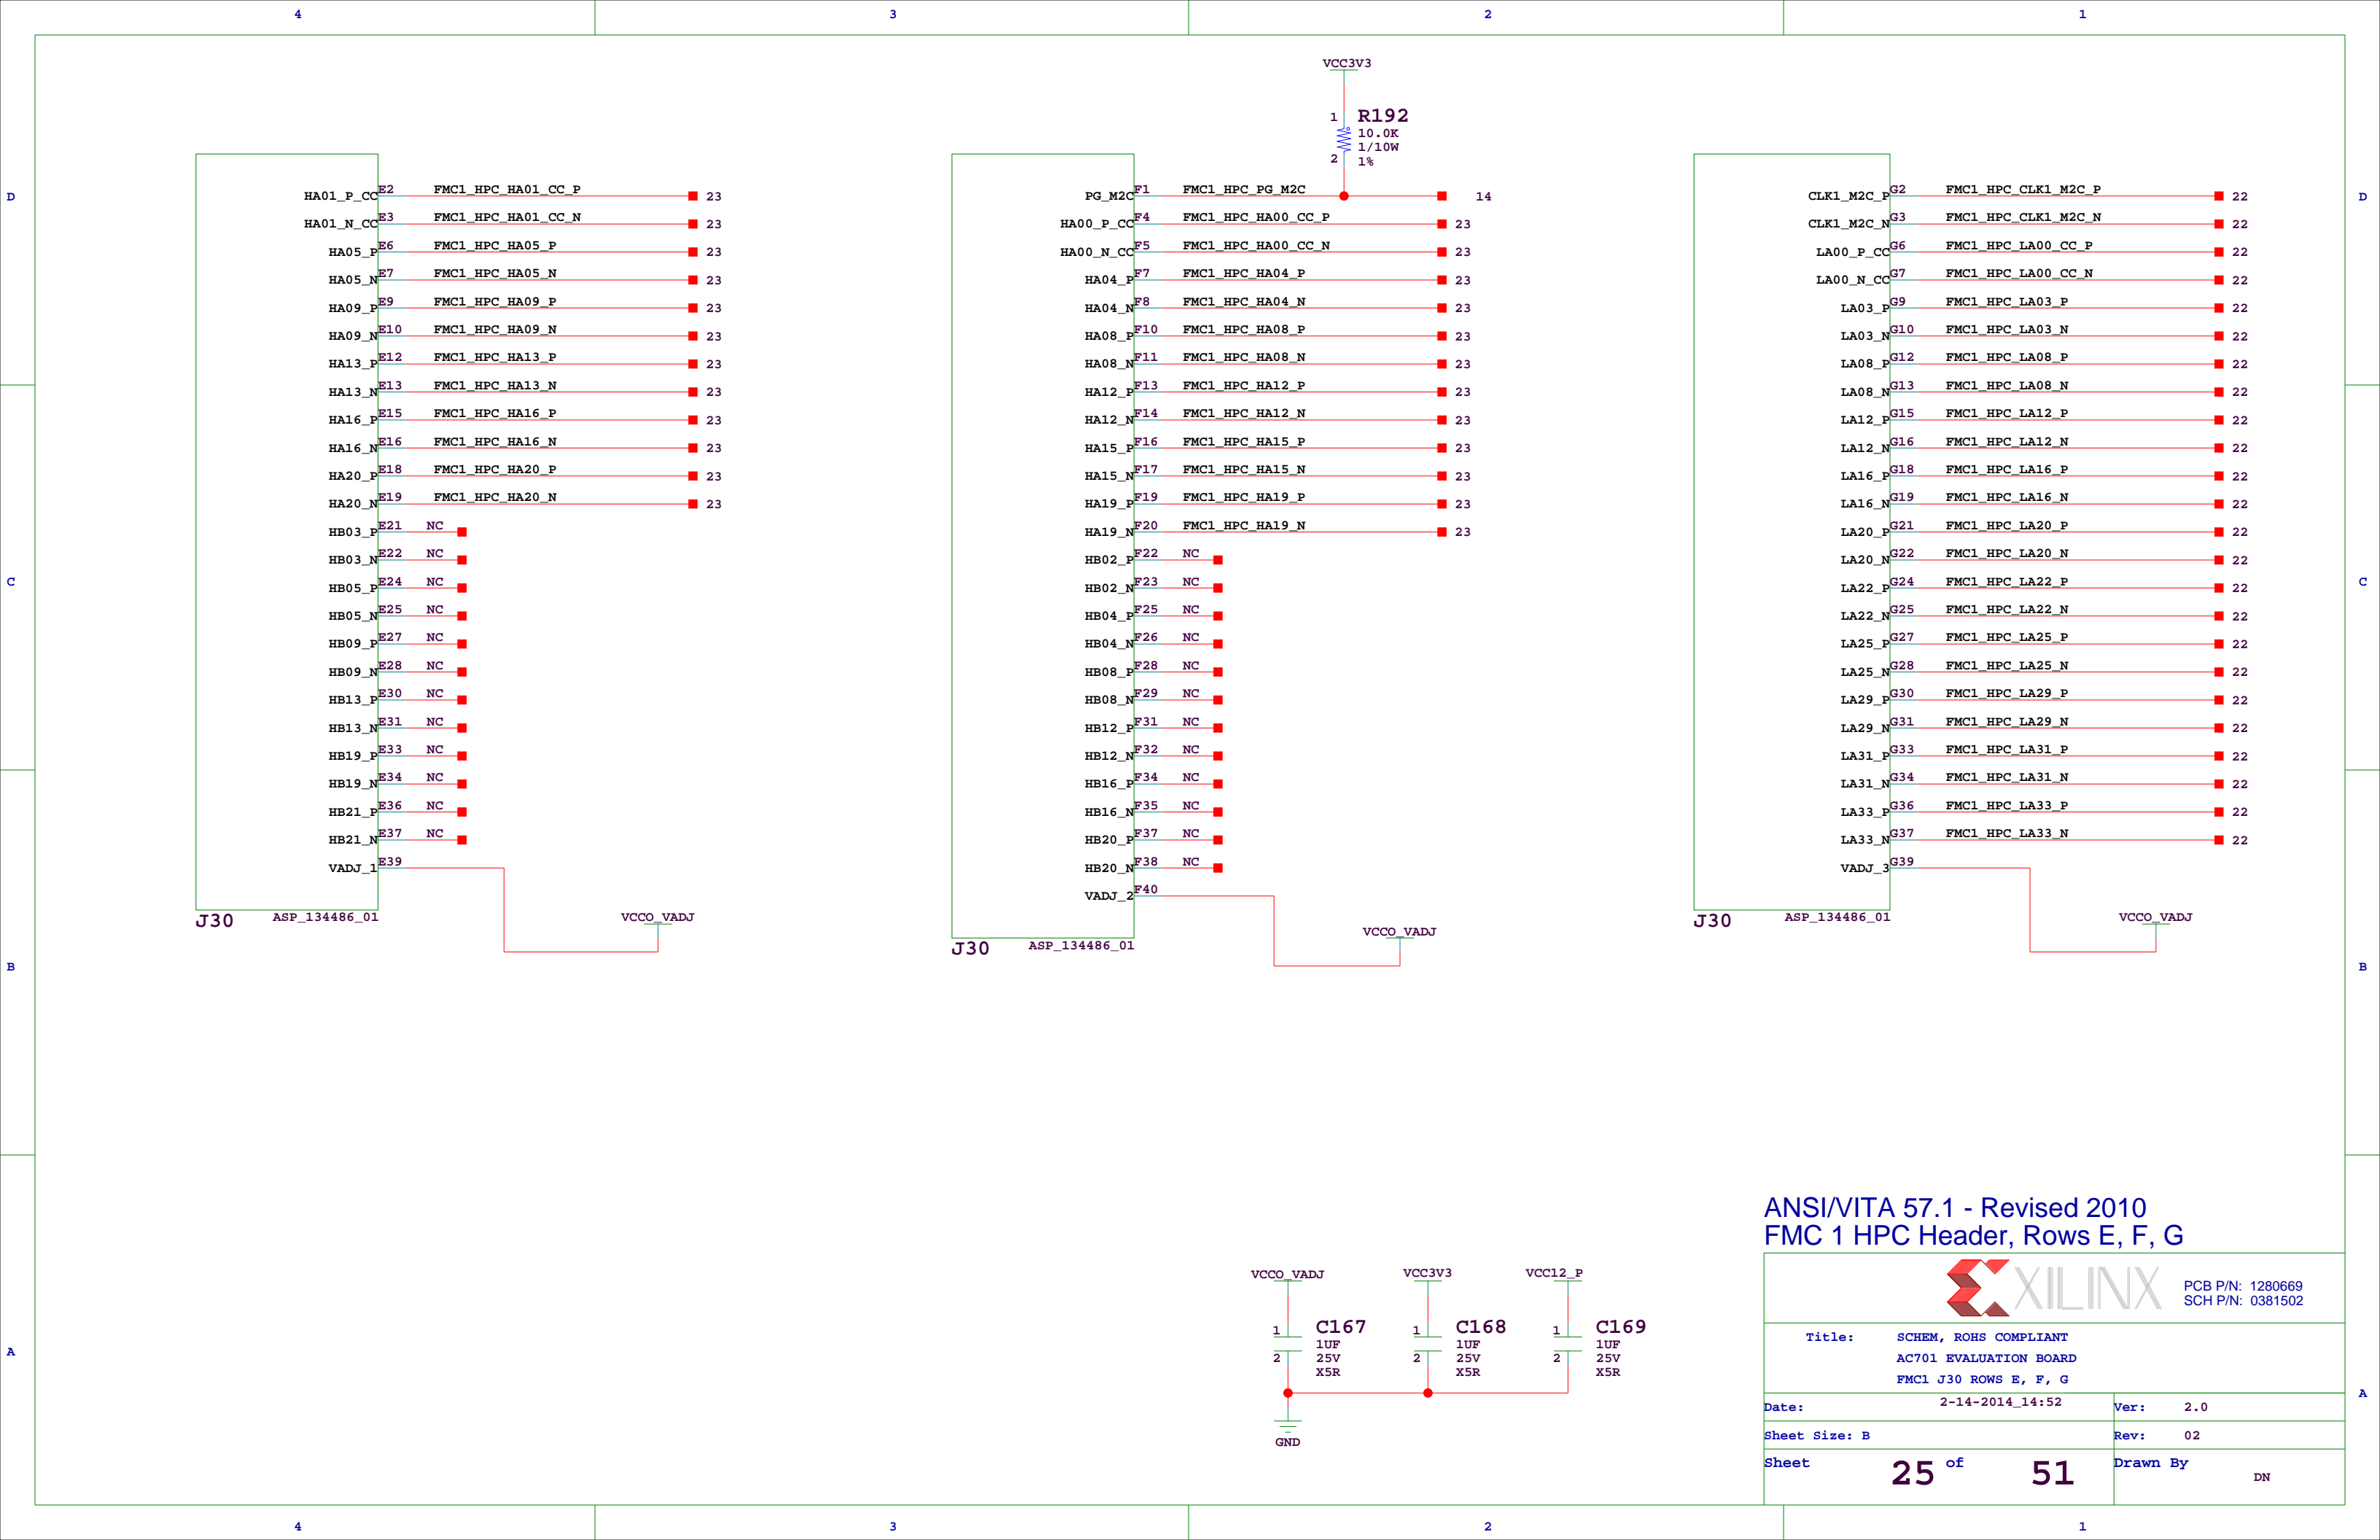 4 3 2 1
VCC3V3
1 R192
10.0K
1/10W
2 1%
D D
HA01_P_CC E2 FMC1_HPC_HA01_CC_P 23
HA01_N_CC E3 FMC1_HPC_HA01_CC_N 23
HA05_P E6 FMC1_HPC_HA05_P 23
HA05_N E7 FMC1_HPC_HA05_N 23
HA09_P E9 FMC1_HPC_HA09_P 23
HA09_N E10 FMC1_HPC_HA09_N 23
HA13_P E12 FMC1_HPC_HA13_P 23
HA13_N E13 FMC1_HPC_HA13_N 23
HA16_P E15 FMC1_HPC_HA16_P 23
HA16_N E16 FMC1_HPC_HA16_N 23
HA20_P E18 FMC1_HPC_HA20_P 23
HA20_N E19 FMC1_HPC_HA20_N 23
HB03_P E21 NC
HB03_N E22 NC
HB05_P E24 NC
HB05_N E25 NC
HB09_P E27 NC
HB09_N E28 NC
HB13_P E30 NC
HB13_N E31 NC
HB19_P E33 NC
HB19_N E34 NC
HB21_P E36 NC
HB21_N E37 NC
VADJ_1 E39
J30 ASP_134486_01 VCCO_VADJ
PG_M2C F1 FMC1_HPC_PG_M2C 14
HA00_P_CC F4 FMC1_HPC_HA00_CC_P 23
HA00_N_CC F5 FMC1_HPC_HA00_CC_N 23
HA04_P F7 FMC1_HPC_HA04_P 23
HA04_N F8 FMC1_HPC_HA04_N 23
HA08_P F10 FMC1_HPC_HA08_P 23
HA08_N F11 FMC1_HPC_HA08_N 23
HA12_P F13 FMC1_HPC_HA12_P 23
HA12_N F14 FMC1_HPC_HA12_N 23
HA15_P F16 FMC1_HPC_HA15_P 23
HA15_N F17 FMC1_HPC_HA15_N 23
HA19_P F19 FMC1_HPC_HA19_P 23
HA19_N F20 FMC1_HPC_HA19_N 23
HB02_P F22 NC
HB02_N F23 NC
HB04_P F25 NC
HB04_N F26 NC
HB08_P F28 NC
HB08_N F29 NC
HB12_P F31 NC
HB12_N F32 NC
HB16_P F34 NC
HB16_N F35 NC
HB20_P F37 NC
HB20_N F38 NC
VADJ_2 F40
J30 ASP_134486_01 VCCO_VADJ
CLK1_M2C_P G2 FMC1_HPC_CLK1_M2C_P 22
CLK1_M2C_N G3 FMC1_HPC_CLK1_M2C_N 22
LA00_P_CC G6 FMC1_HPC_LA00_CC_P 22
LA00_N_CC G7 FMC1_HPC_LA00_CC_N 22
LA03_P G9 FMC1_HPC_LA03_P 22
LA03_N G10 FMC1_HPC_LA03_N 22
LA08_P G12 FMC1_HPC_LA08_P 22
LA08_N G13 FMC1_HPC_LA08_N 22
LA12_P G15 FMC1_HPC_LA12_P 22
LA12_N G16 FMC1_HPC_LA12_N 22
LA16_P G18 FMC1_HPC_LA16_P 22
LA16_N G19 FMC1_HPC_LA16_N 22
LA20_P G21 FMC1_HPC_LA20_P 22
LA20_N G22 FMC1_HPC_LA20_N 22
LA22_P G24 FMC1_HPC_LA22_P 22
LA22_N G25 FMC1_HPC_LA22_N 22
LA25_P G27 FMC1_HPC_LA25_P 22
LA25_N G28 FMC1_HPC_LA25_N 22
LA29_P G30 FMC1_HPC_LA29_P 22
LA29_N G31 FMC1_HPC_LA29_N 22
LA31_P G33 FMC1_HPC_LA31_P 22
LA31_N G34 FMC1_HPC_LA31_N 22
LA33_P G36 FMC1_HPC_LA33_P 22
LA33_N G37 FMC1_HPC_LA33_N 22
VADJ_3 G39
J30 ASP_134486_01 VCCO_VADJ
C C
B B
ANSI/VITA 57.1 - Revised 2010
FMC 1 HPC Header, Rows E, F, G
VCCO_VADJ VCC3V3 VCC12_P
1 C167 1 C168 1 C169
1UF 1UF 1UF
2 25V 2 25V 2 25V
X5R X5R X5R
GND
XILINX
PCB P/N: 1280669
SCH P/N: 0381502
Title: SCHEM, ROHS COMPLIANT
AC701 EVALUATION BOARD
FMC1 J30 ROWS E, F, G
A A
Date: 2-14-2014_14:52 Ver: 2.0
Sheet Size: B Rev: 02
Sheet 25 of 51 Drawn By
DN
4 3 2 1